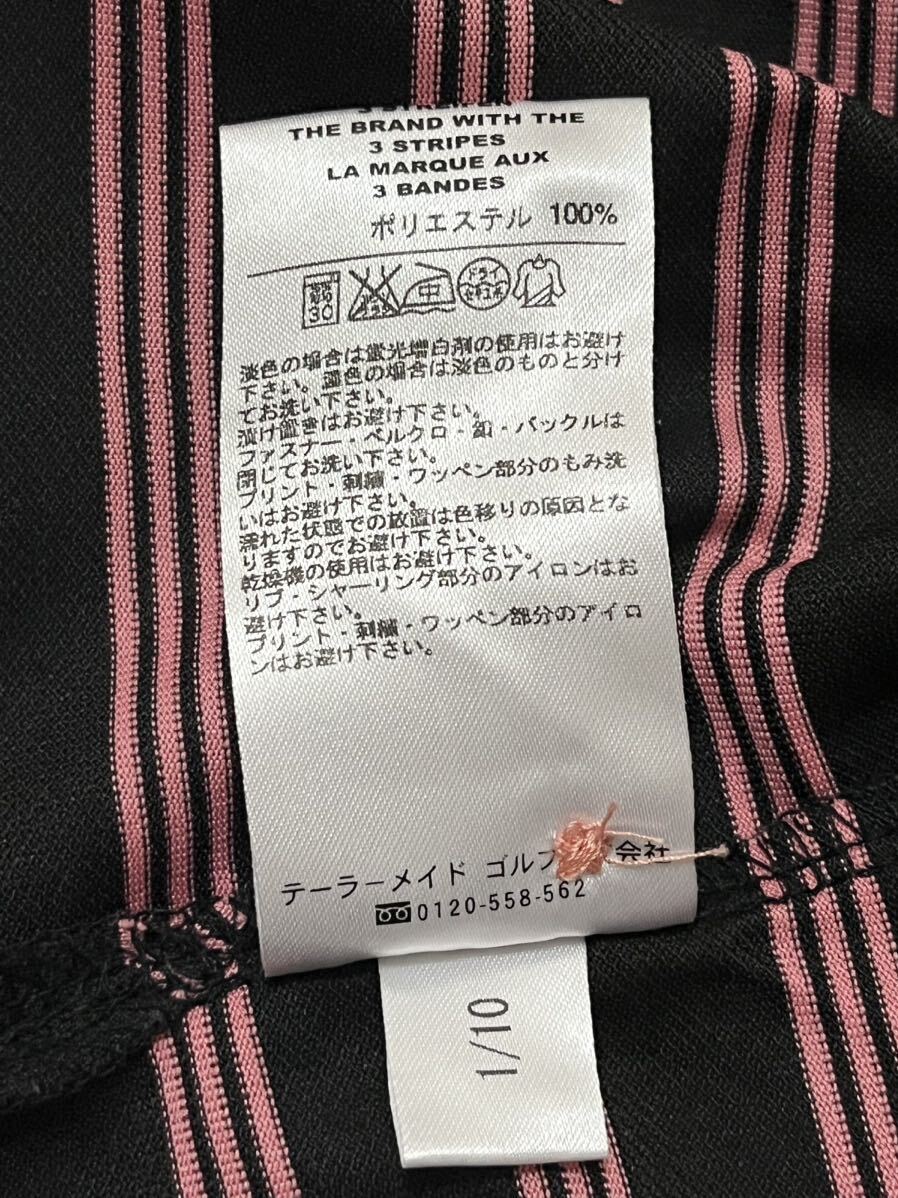 THE BRAND WITH THE
3 STRIPES
LA MARQUE AUX
3 BANDES
ポリエステル 100%
30 中 ドライ
淡色の場合は蛍光増白剤の使用はお避け
下さい。濃色の場合は淡色のものと分け
てお洗い下さい。
漬け置きはお避け下さい。
ファスナー・ベルクロ・釦・バックルは
閉じてお洗い下さい。
プリント・刺繍・ワッペン部分のもみ洗
いはお避け下さい。
濡れた状態での放置は色移りの原因とな
りますのでお避け下さい。
乾燥機の使用はお避け下さい。
リブ・シャーリング部分のアイロンはお
避け下さい。
プリント・刺繍・ワッペン部分のアイロ
ンはお避け下さい。
テーラーメイド ゴルフ 会社
0120-558-562
1/10